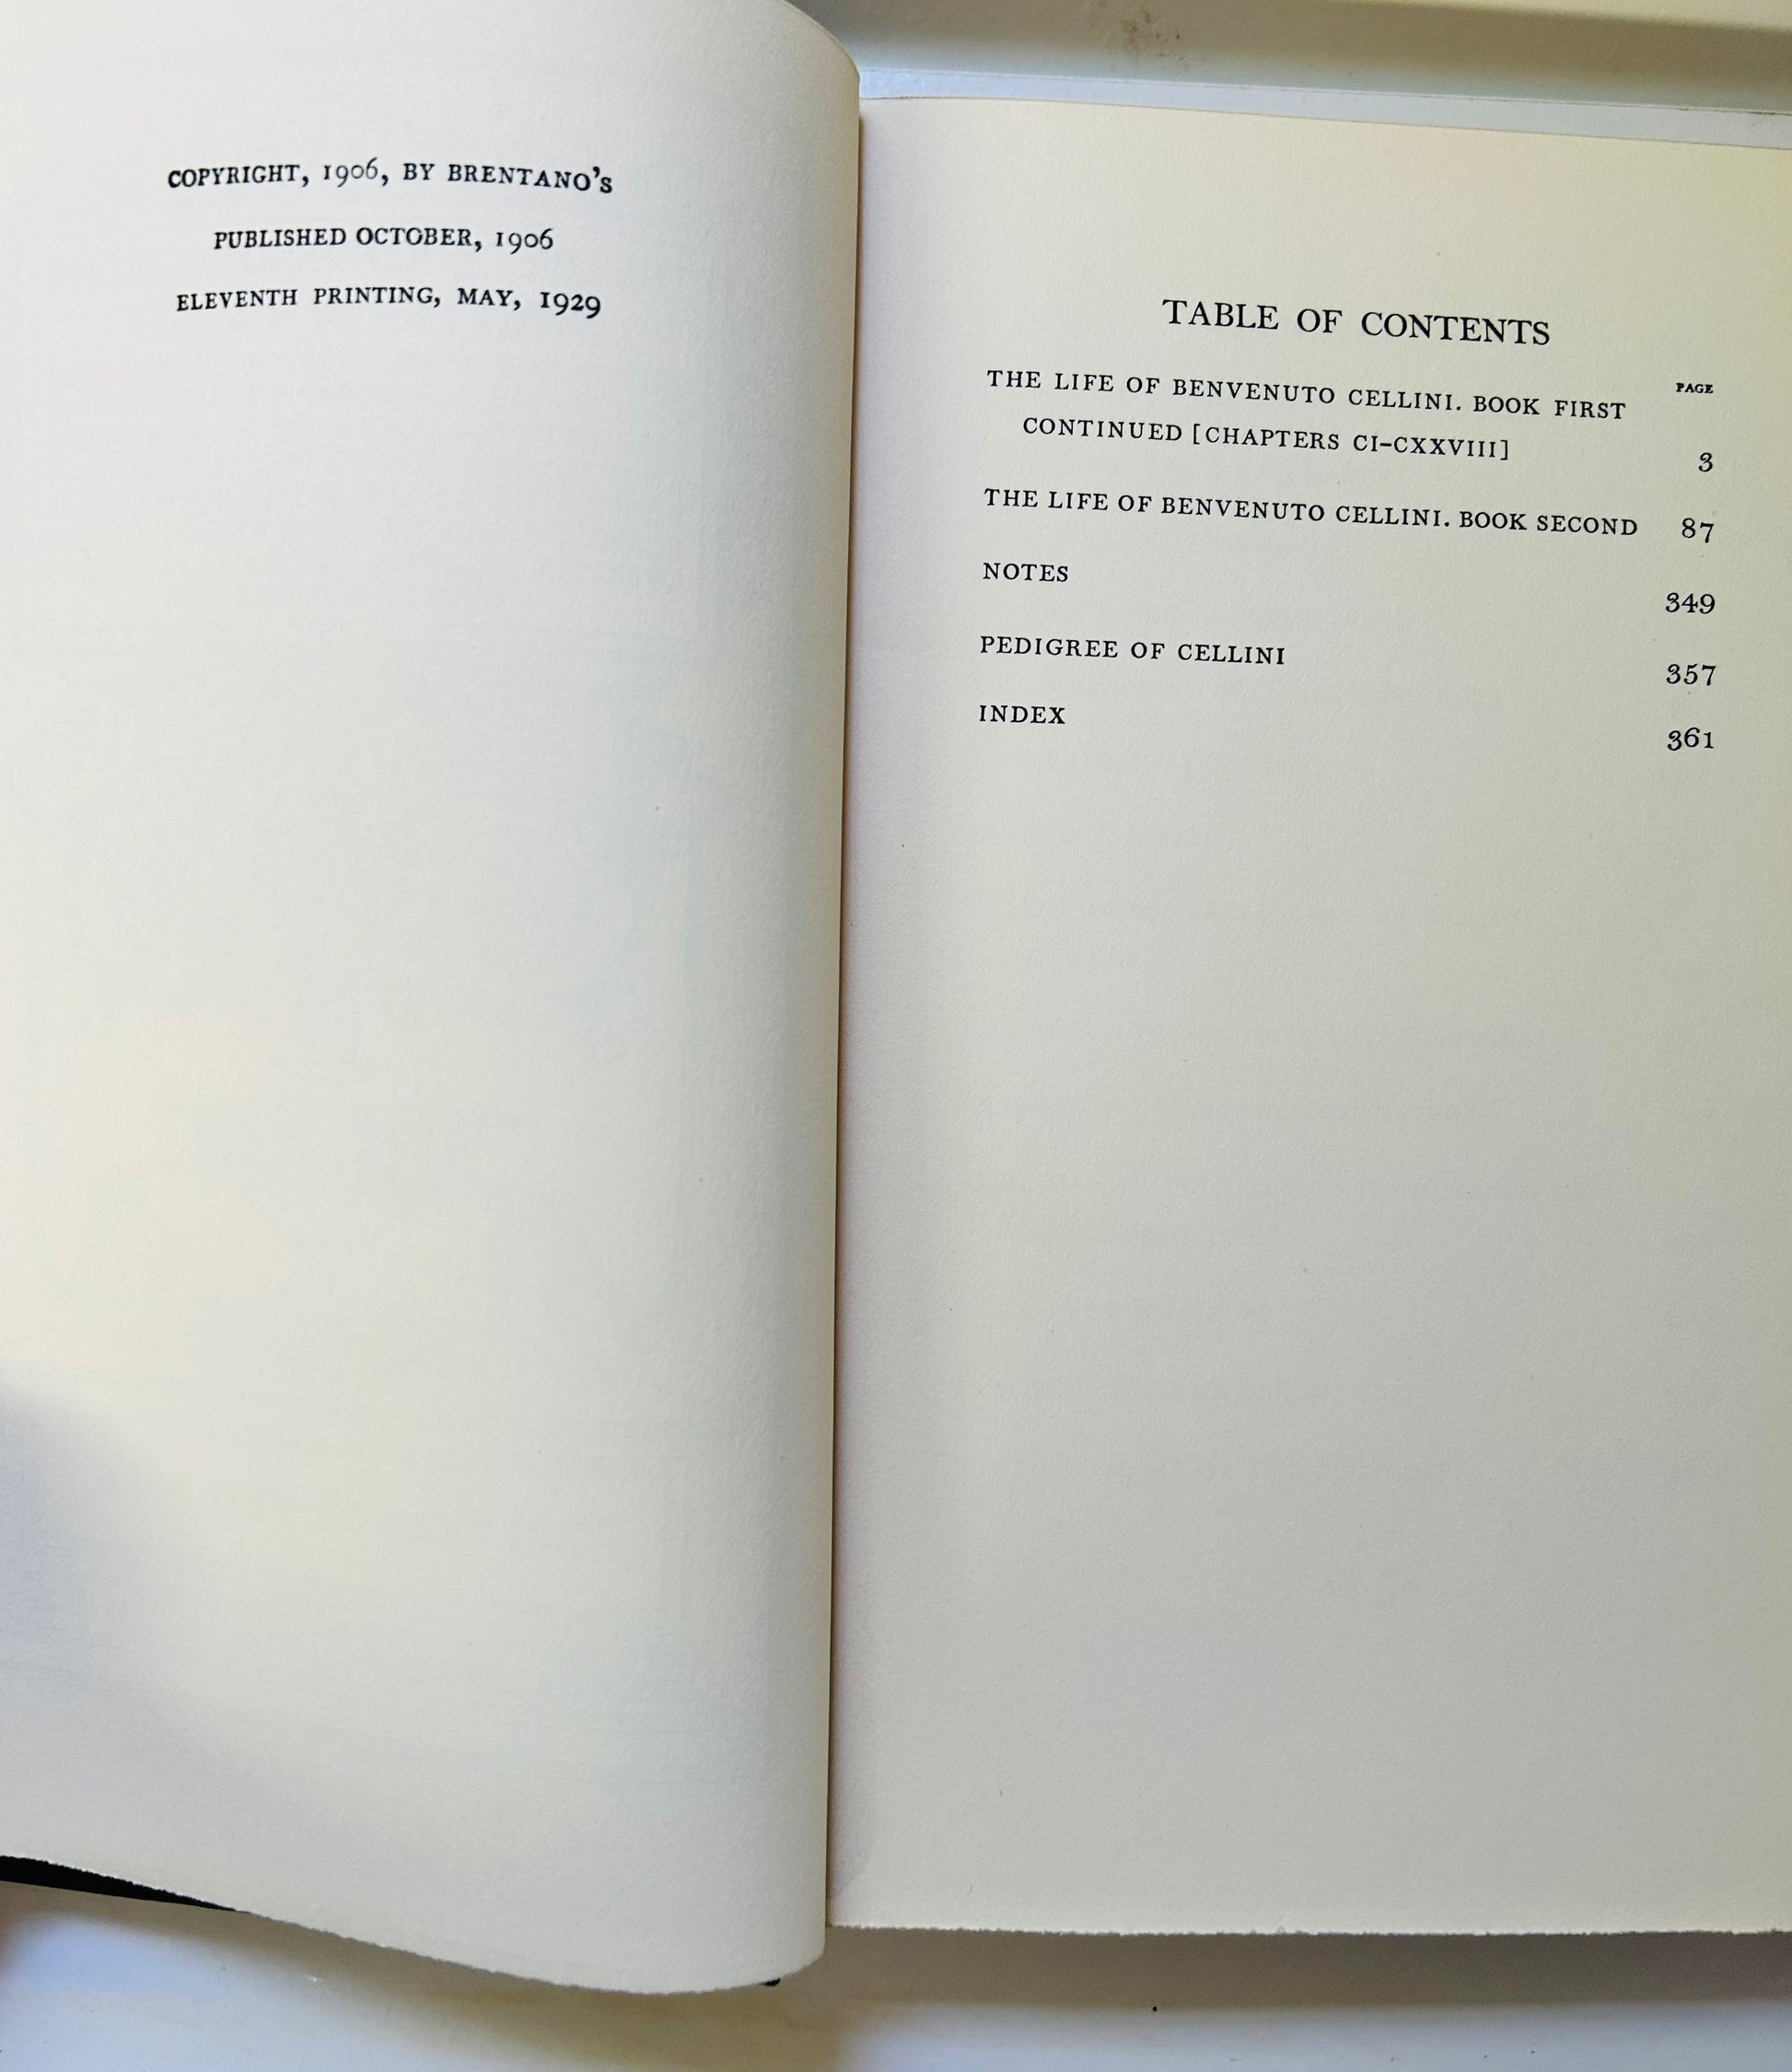 COPYRIGHT, 1906, BY BRENTANO'S
PUBLISHED OCTOBER, 1906
ELEVENTH PRINTING, MAY, 1929
TABLE OF CONTENTS
PAGE
THE LIFE OF BENVENUTO CELLINI. BOOK FIRST
CONTINUED [CHAPTERS CI–CXXVIII] 3
THE LIFE OF BENVENUTO CELLINI. BOOK SECOND 87
NOTES 349
PEDIGREE OF CELLINI 357
INDEX 361